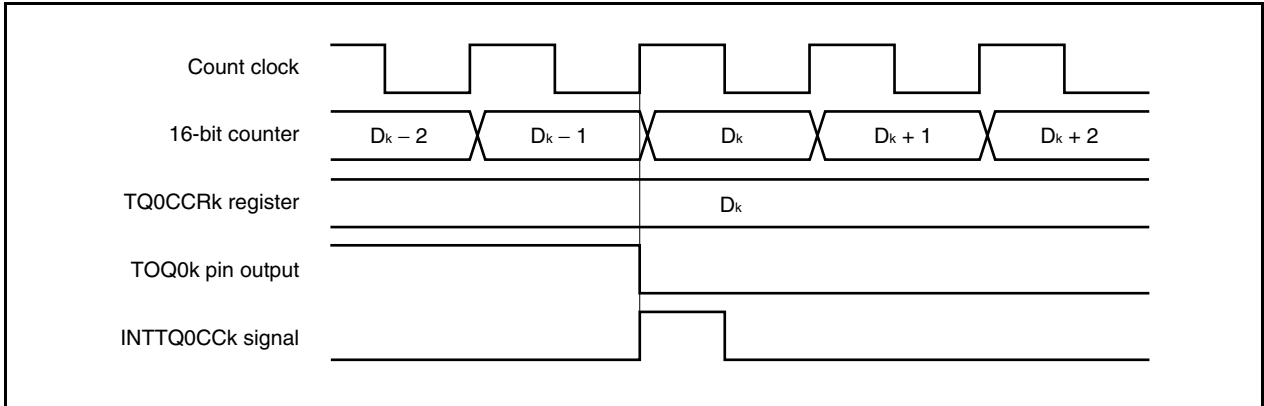 Count clock
16-bit counter
Dk − 2
Dk − 1
Dk
Dk + 1
Dk + 2
TQ0CCRk register
Dk
TOQ0k pin output
INTTQ0CCk signal